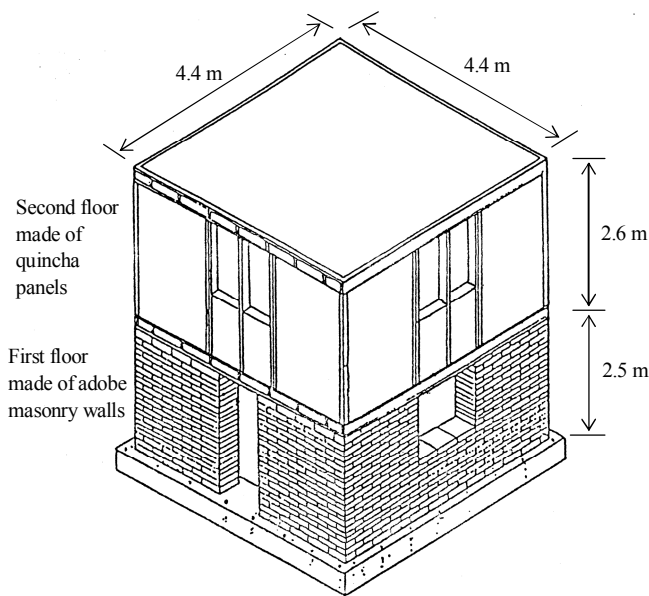 4.4 m
4.4 m
Second floor
made of
quincha
panels
2.6 m
First floor
made of adobe
masonry walls
2.5 m